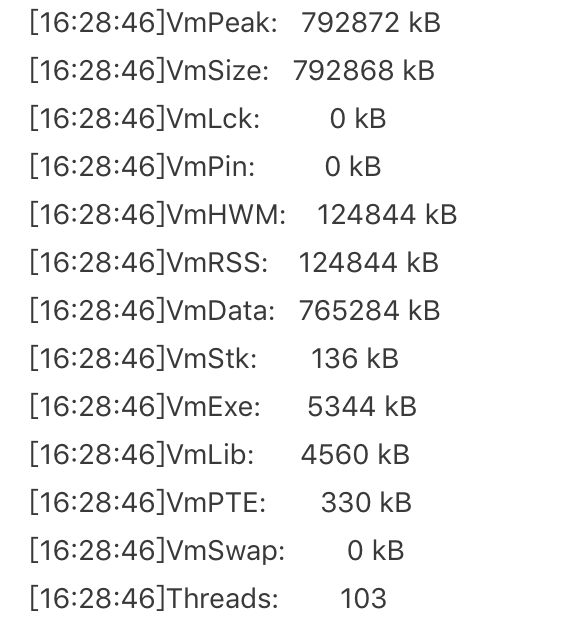 [16:28:46]VmPeak:   792872 kB
[16:28:46]VmSize:   792868 kB
[16:28:46]VmLck:         0 kB
[16:28:46]VmPin:         0 kB
[16:28:46]VmHWM:    124844 kB
[16:28:46]VmRSS:    124844 kB
[16:28:46]VmData:   765284 kB
[16:28:46]VmStk:       136 kB
[16:28:46]VmExe:      5344 kB
[16:28:46]VmLib:      4560 kB
[16:28:46]VmPTE:       330 kB
[16:28:46]VmSwap:        0 kB
[16:28:46]Threads:        103